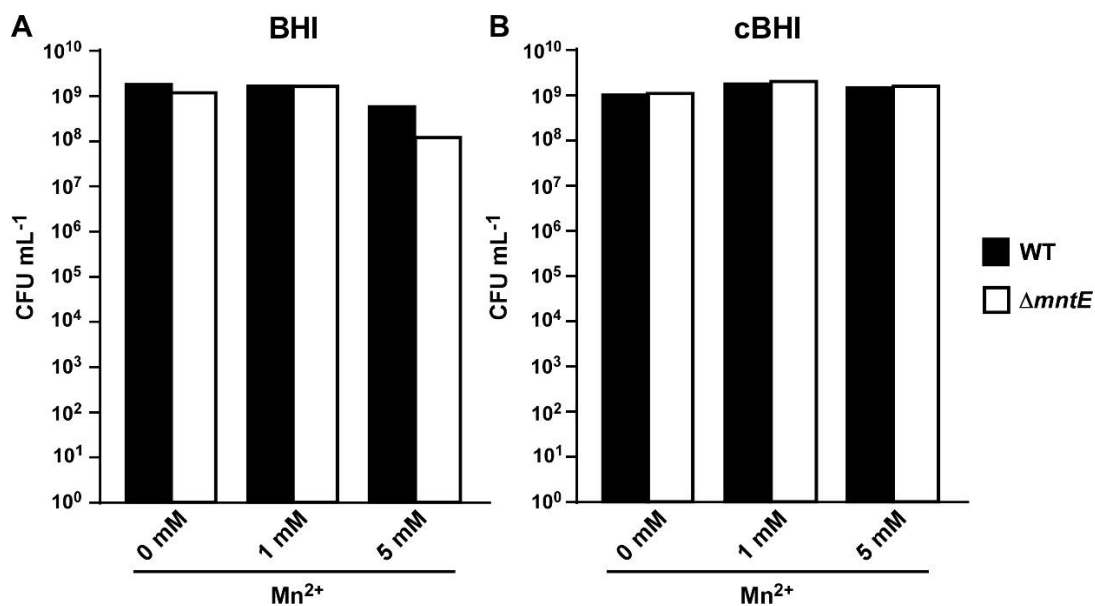 A
BHI
CFU mL⁻¹
10¹⁰
10⁹
10⁸
10⁷
10⁶
10⁵
10⁴
10³
10²
10¹
10⁰
0 mM
1 mM
5 mM
Mn²⁺
B
cBHI
CFU mL⁻¹
10¹⁰
10⁹
10⁸
10⁷
10⁶
10⁵
10⁴
10³
10²
10¹
10⁰
0 mM
1 mM
5 mM
Mn²⁺
WT
ΔmntE